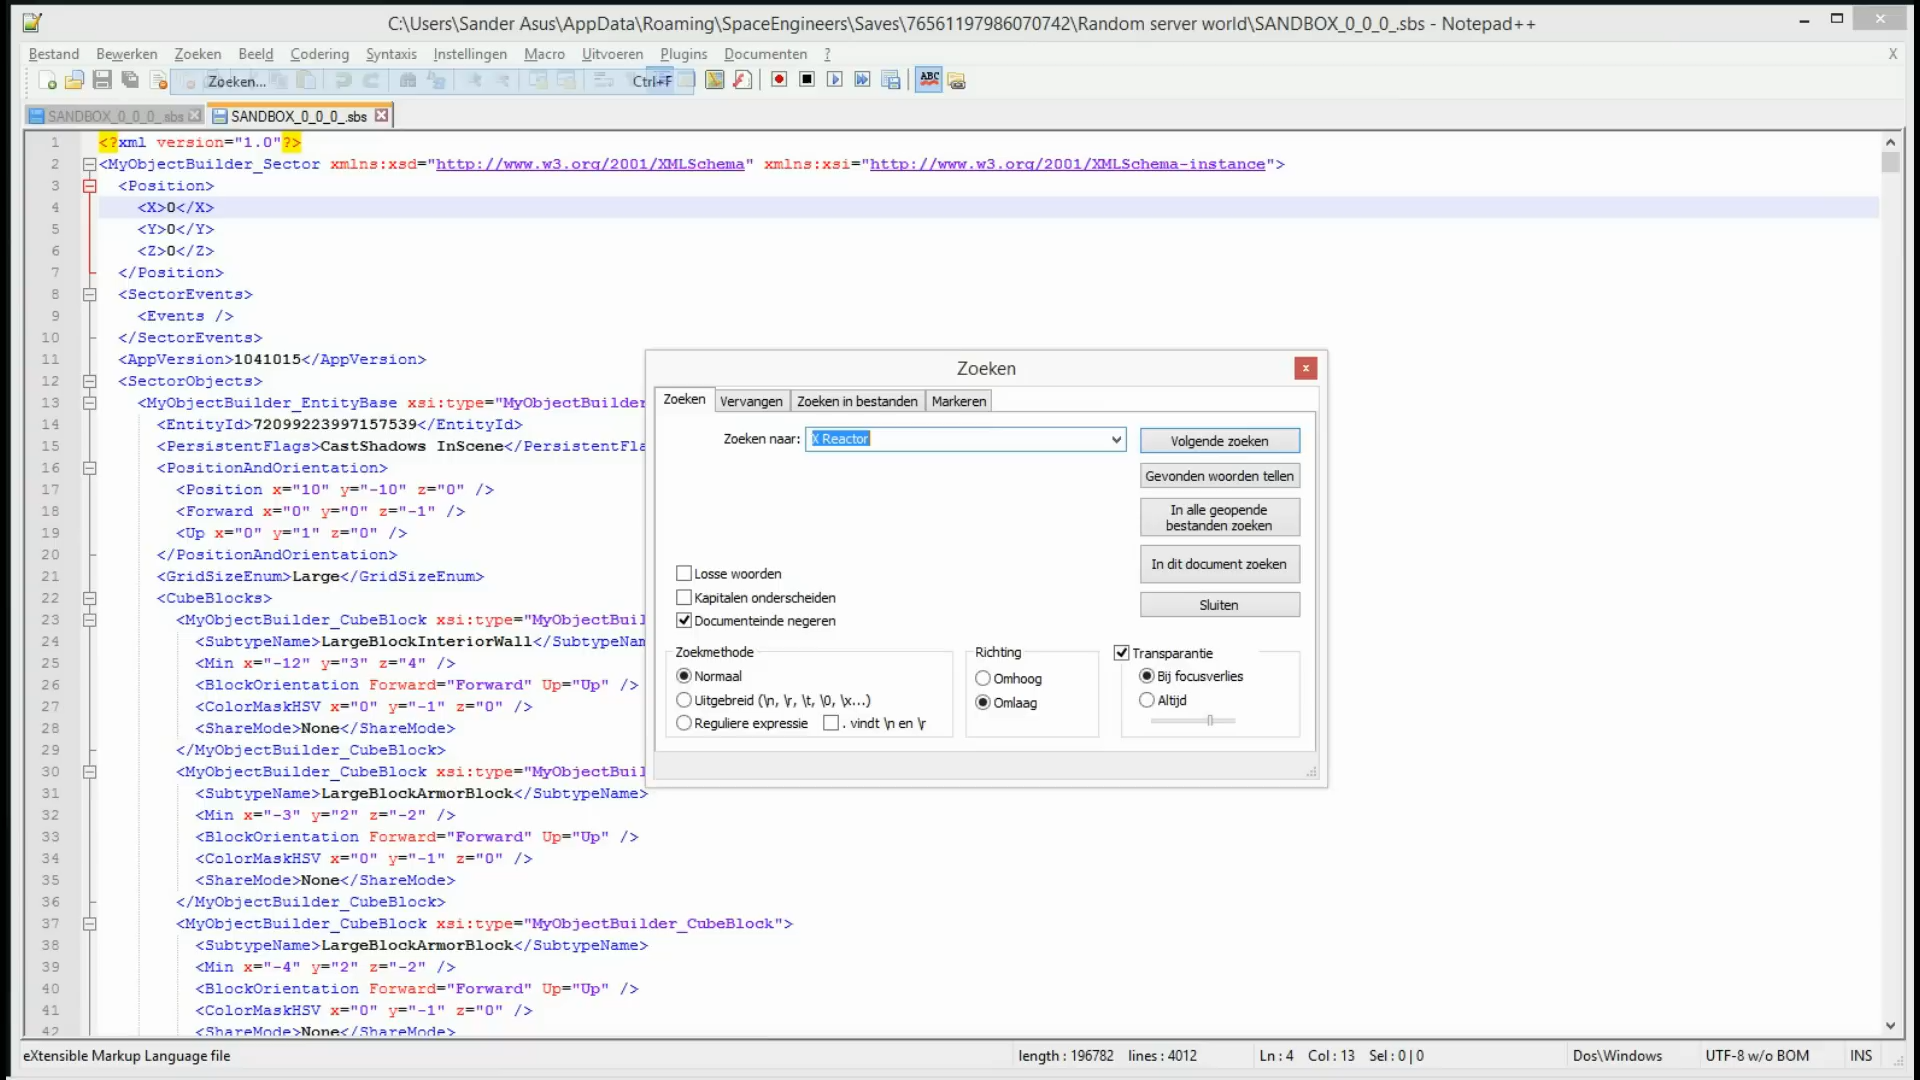 C:\Users\Sander Asus\AppData\Roaming\SpaceEngineers\Saves\76561197986070742\Random server world\SANDBOX_0_0_0_.sbs - Notepad++
Bestand Bewerken Zoeken Beeld Codering Syntaxis Instellingen Macro Uitvoeren Plugins Documenten ? X
Zoeken... Ctrl+F ABC
SANDBOX_0_0_0_.sbs SANDBOX_0_0_0_.sbs
1 <?xml version="1.0"?>
2 <MyObjectBuilder_Sector xmlns:xsd="http://www.w3.org/2001/XMLSchema" xmlns:xsi="http://www.w3.org/2001/XMLSchema-instance">
3 <Position>
4 <X>0</X>
5 <Y>0</Y>
6 <Z>0</Z>
7 </Position>
8 <SectorEvents>
9 <Events />
10 </SectorEvents>
11 <AppVersion>1041015</AppVersion>
12 <SectorObjects>
13 <MyObjectBuilder_EntityBase xsi:type="MyObjectBuilder
14 <EntityId>72099223997157539</EntityId>
15 <PersistentFlags>CastShadows InScene</PersistentFla
16 <PositionAndOrientation>
17 <Position x="10" y="-10" z="0" />
18 <Forward x="0" y="0" z="-1" />
19 <Up x="0" y="1" z="0" />
20 </PositionAndOrientation>
21 <GridSizeEnum>Large</GridSizeEnum>
22 <CubeBlocks>
23 <MyObjectBuilder_CubeBlock xsi:type="MyObjectBuil
24 <SubtypeName>LargeBlockInteriorWall</SubtypeNam
25 <Min x="-12" y="3" z="4" />
26 <BlockOrientation Forward="Forward" Up="Up" />
27 <ColorMaskHSV x="0" y="-1" z="0" />
28 <ShareMode>None</ShareMode>
29 </MyObjectBuilder_CubeBlock>
30 <MyObjectBuilder_CubeBlock xsi:type="MyObjectBuil
31 <SubtypeName>LargeBlockArmorBlock</SubtypeName>
32 <Min x="-3" y="2" z="-2" />
33 <BlockOrientation Forward="Forward" Up="Up" />
34 <ColorMaskHSV x="0" y="-1" z="0" />
35 <ShareMode>None</ShareMode>
36 </MyObjectBuilder_CubeBlock>
37 <MyObjectBuilder_CubeBlock xsi:type="MyObjectBuilder_CubeBlock">
38 <SubtypeName>LargeBlockArmorBlock</SubtypeName>
39 <Min x="-4" y="2" z="-2" />
40 <BlockOrientation Forward="Forward" Up="Up" />
41 <ColorMaskHSV x="0" y="-1" z="0" />
42 <ShareMode>None</ShareMode>
Zoeken
Zoeken Vervangen Zoeken in bestanden Markeren
Zoeken naar: X Reactor
Volgende zoeken
Gevonden woorden tellen
In alle geopende
bestanden zoeken
In dit document zoeken
Sluiten
Losse woorden
Kapitalen onderscheiden
Documenteinde negeren
Zoekmethode
Normaal
Uitgebreid (\n, \r, \t, \0, \x...)
Reguliere expressie . vindt \n en \r
Richting
Omhoog
Omlaag
Transparantie
Bij focusverlies
Altijd
eXtensible Markup Language file length : 196782 lines : 4012 Ln : 4 Col : 13 Sel : 0 | 0 Dos\Windows UTF-8 w/o BOM INS